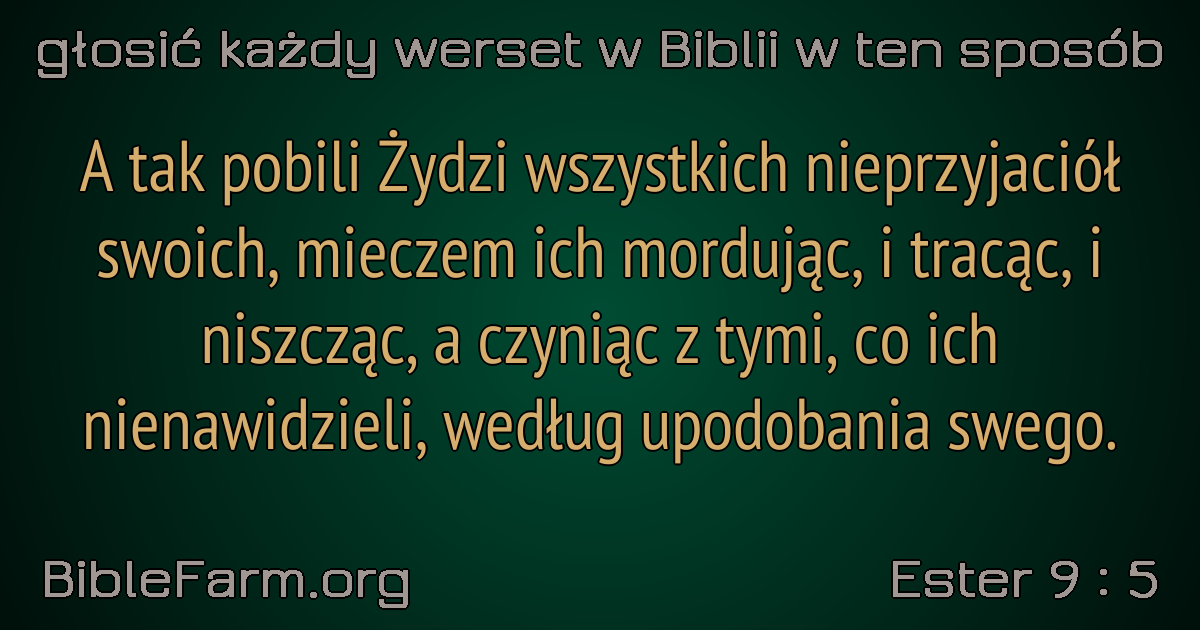 głosić każdy werset w Biblii w ten sposób
A tak pobili Żydzi wszystkich nieprzyjaciół
swoich, mieczem ich mordując, i tracąc, i
niszcząc, a czyniąc z tymi, co ich
nienawidzieli, według upodobania swego.
BibleFarm.org
Ester 9 : 5